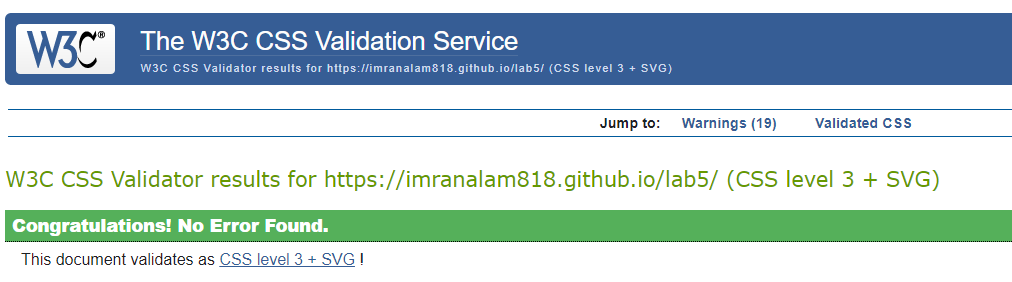 W3C®
The W3C CSS Validation Service
W3C CSS Validator results for https://imranalam818.github.io/lab5/ (CSS level 3 + SVG)
Jump to: Warnings (19) Validated CSS
W3C CSS Validator results for https://imranalam818.github.io/lab5/ (CSS level 3 + SVG)
Congratulations! No Error Found.
This document validates as CSS level 3 + SVG !